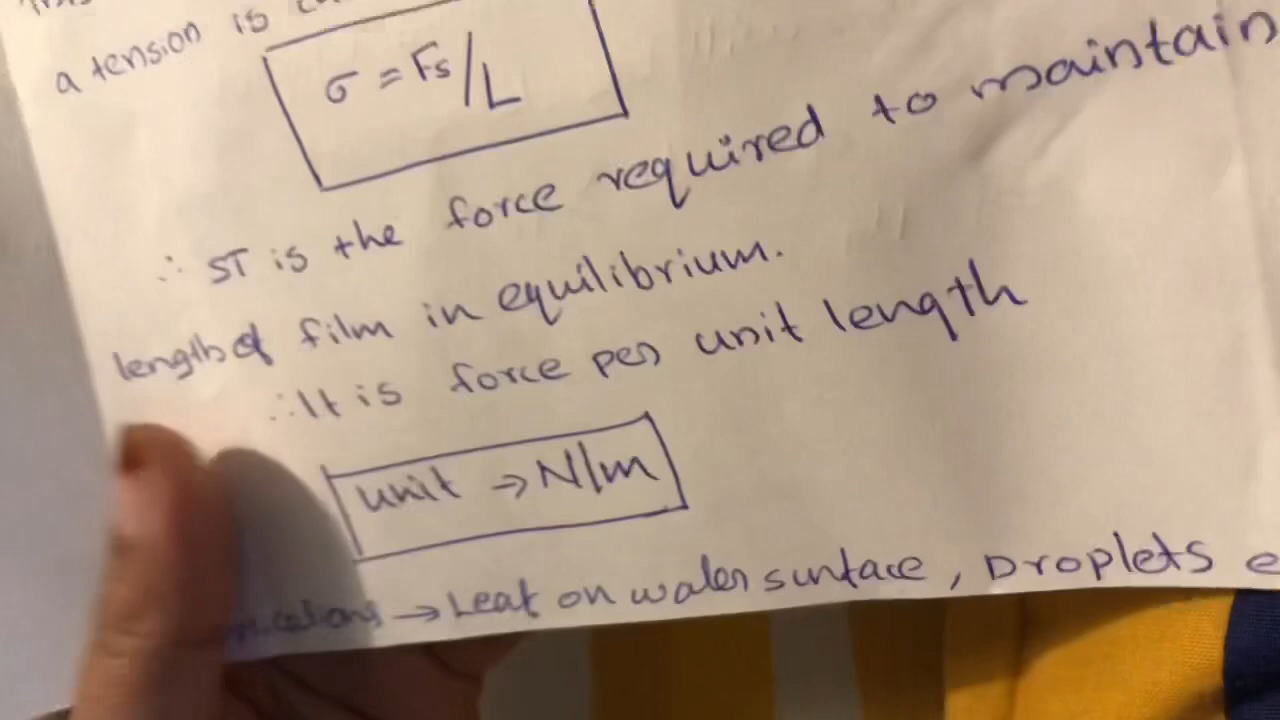 a tension is
σ = Fs/L
∴ ST is the force required to maintain
length of film in equilibrium.
∴ It is force per unit length
unit → N/m
→ Leaf on water surface, Droplets e